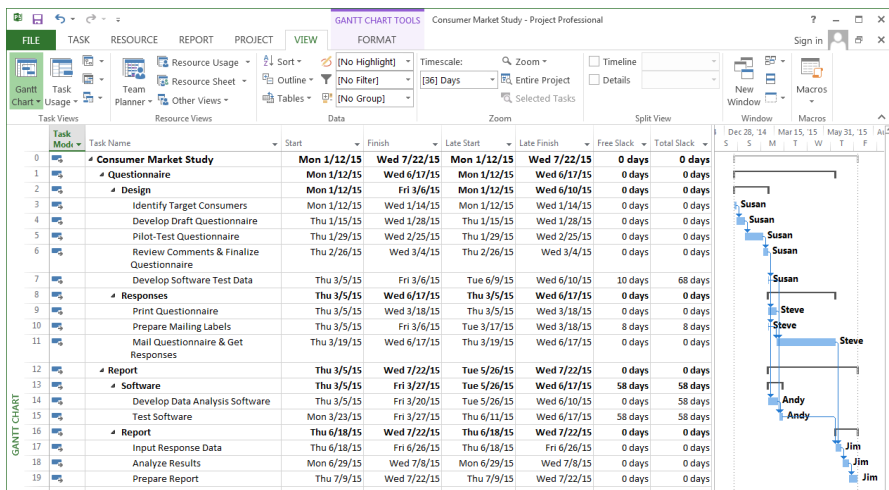 GANTT CHART TOOLS Consumer Market Study - Project Professional ?
FILE TASK RESOURCE REPORT PROJECT VIEW FORMAT Sign in
Gantt Chart
Task Usage
Task Views
Team Planner
Resource Usage
Resource Sheet
Other Views
Resource Views
Sort
Outline
Tables
[No Highlight]
[No Filter]
[No Group]
Data
Timescale:
[36] Days
Zoom
Entire Project
Selected Tasks
Zoom
Timeline
Details
Split View
New Window
Window
Macros
Macros
Task Mode Task Name Start Finish Late Start Late Finish Free Slack Total Slack
Dec 28, '14 Mar 15, '15 May 31, '15
S S M T W T F S
0 Consumer Market Study Mon 1/12/15 Wed 7/22/15 Mon 1/12/15 Wed 7/22/15 0 days 0 days
1 Questionnaire Mon 1/12/15 Wed 6/17/15 Mon 1/12/15 Wed 6/17/15 0 days 0 days
2 Design Mon 1/12/15 Fri 3/6/15 Mon 1/12/15 Wed 6/10/15 0 days 0 days
3 Identify Target Consumers Mon 1/12/15 Wed 1/14/15 Mon 1/12/15 Wed 1/14/15 0 days 0 days Susan
4 Develop Draft Questionnaire Thu 1/15/15 Wed 1/28/15 Thu 1/15/15 Wed 1/28/15 0 days 0 days Susan
5 Pilot-Test Questionnaire Thu 1/29/15 Wed 2/25/15 Thu 1/29/15 Wed 2/25/15 0 days 0 days Susan
6 Review Comments & Finalize Thu 2/26/15 Wed 3/4/15 Thu 2/26/15 Wed 3/4/15 0 days 0 days Susan
Questionnaire
7 Develop Software Test Data Thu 3/5/15 Fri 3/6/15 Tue 6/9/15 Wed 6/10/15 10 days 68 days Susan
8 Responses Thu 3/5/15 Wed 6/17/15 Thu 3/5/15 Wed 6/17/15 0 days 0 days
9 Print Questionnaire Thu 3/5/15 Wed 3/18/15 Thu 3/5/15 Wed 3/18/15 0 days 0 days Steve
10 Prepare Mailing Labels Thu 3/5/15 Fri 3/6/15 Tue 3/17/15 Wed 3/18/15 8 days 8 days Steve
11 Mail Questionnaire & Get Thu 3/19/15 Wed 6/17/15 Thu 3/19/15 Wed 6/17/15 0 days 0 days Steve
Responses
12 Report Thu 3/5/15 Wed 7/22/15 Tue 5/26/15 Wed 7/22/15 0 days 0 days
13 Software Thu 3/5/15 Fri 3/27/15 Tue 5/26/15 Wed 6/17/15 58 days 58 days
14 Develop Data Analysis Software Thu 3/5/15 Fri 3/20/15 Tue 5/26/15 Wed 6/10/15 0 days 58 days Andy
15 Test Software Mon 3/23/15 Fri 3/27/15 Thu 6/11/15 Wed 6/17/15 58 days 58 days Andy
16 Report Thu 6/18/15 Wed 7/22/15 Thu 6/18/15 Wed 7/22/15 0 days 0 days
17 Input Response Data Thu 6/18/15 Fri 6/26/15 Thu 6/18/15 Fri 6/26/15 0 days 0 days Jim
18 Analyze Results Mon 6/29/15 Wed 7/8/15 Mon 6/29/15 Wed 7/8/15 0 days 0 days Jim
19 Prepare Report Thu 7/9/15 Wed 7/22/15 Thu 7/9/15 Wed 7/22/15 0 days 0 days Jim
GANTT CHART